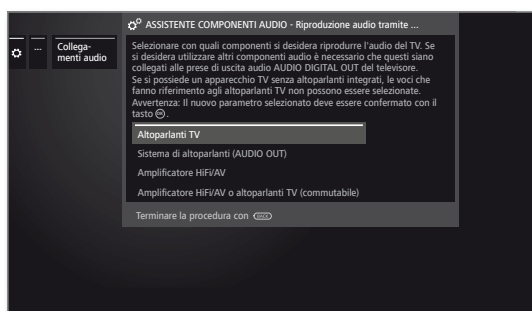 ASSISTENTE COMPONENTI AUDIO - Riproduzione audio tramite ...
...
Collega-
menti audio
Selezionare con quali componenti si desidera riprodurre l'audio del TV. Se
si desidera utilizzare altri componenti audio è necessario che questi siano
collegati alle prese di uscita audio AUDIO DIGITAL OUT del televisore.
Se si possiede un apparecchio TV senza altoparlanti integrati, le voci che
fanno riferimento agli altoparlanti TV non possono essere selezionate.
Avvertenza: Il nuovo parametro selezionato deve essere confermato con il
tasto OK.
Altoparlanti TV
Sistema di altoparlanti (AUDIO OUT)
Amplificatore HiFi/AV
Amplificatore HiFi/AV o altoparlanti TV (commutabile)
Terminare la procedura con BACK